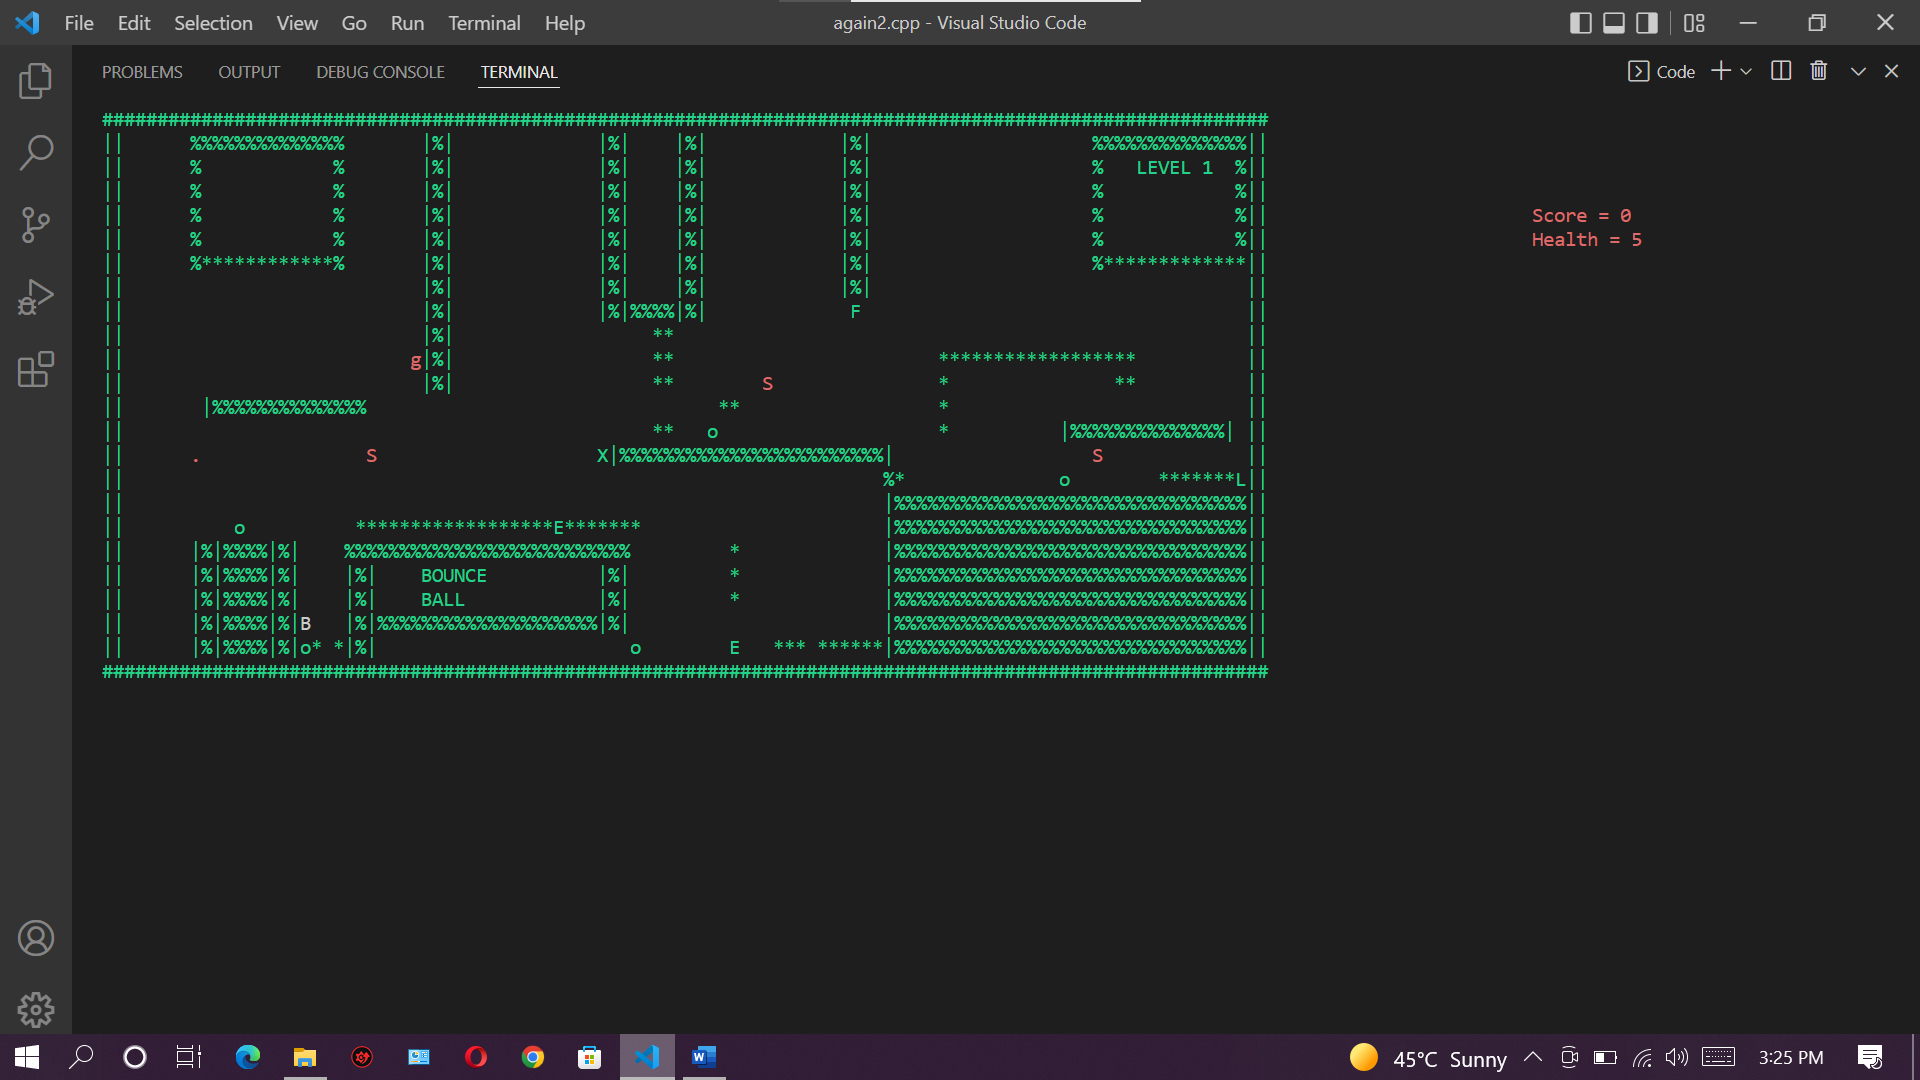 File Edit Selection View Go Run Terminal Help again2.cpp - Visual Studio Code
PROBLEMS OUTPUT DEBUG CONSOLE TERMINAL Code
LEVEL 1
Score = 0
Health = 5
F
g
S
o
S X S
o L
o E
BOUNCE
BALL
B
o o E
45°C Sunny 3:25 PM